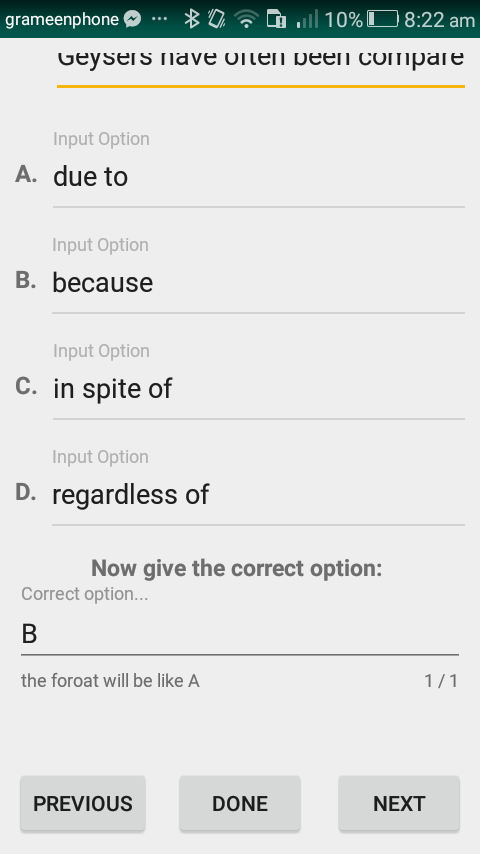 grameenphone ... 10% 8:22 am
Geysers have often been compare
Input Option
A. due to
Input Option
B. because
Input Option
C. in spite of
Input Option
D. regardless of
Now give the correct option:
Correct option...
B
the foroat will be like A 1 / 1
PREVIOUS DONE NEXT